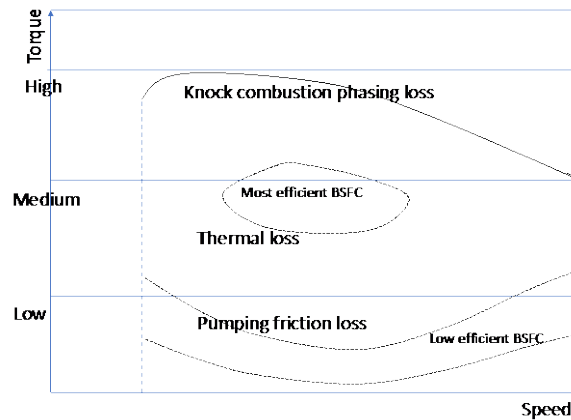 Torque
High
Knock combustion phasing loss
Medium
Most efficient BSFC
Thermal loss
Low
Pumping friction loss
Low efficient BSFC
Speed